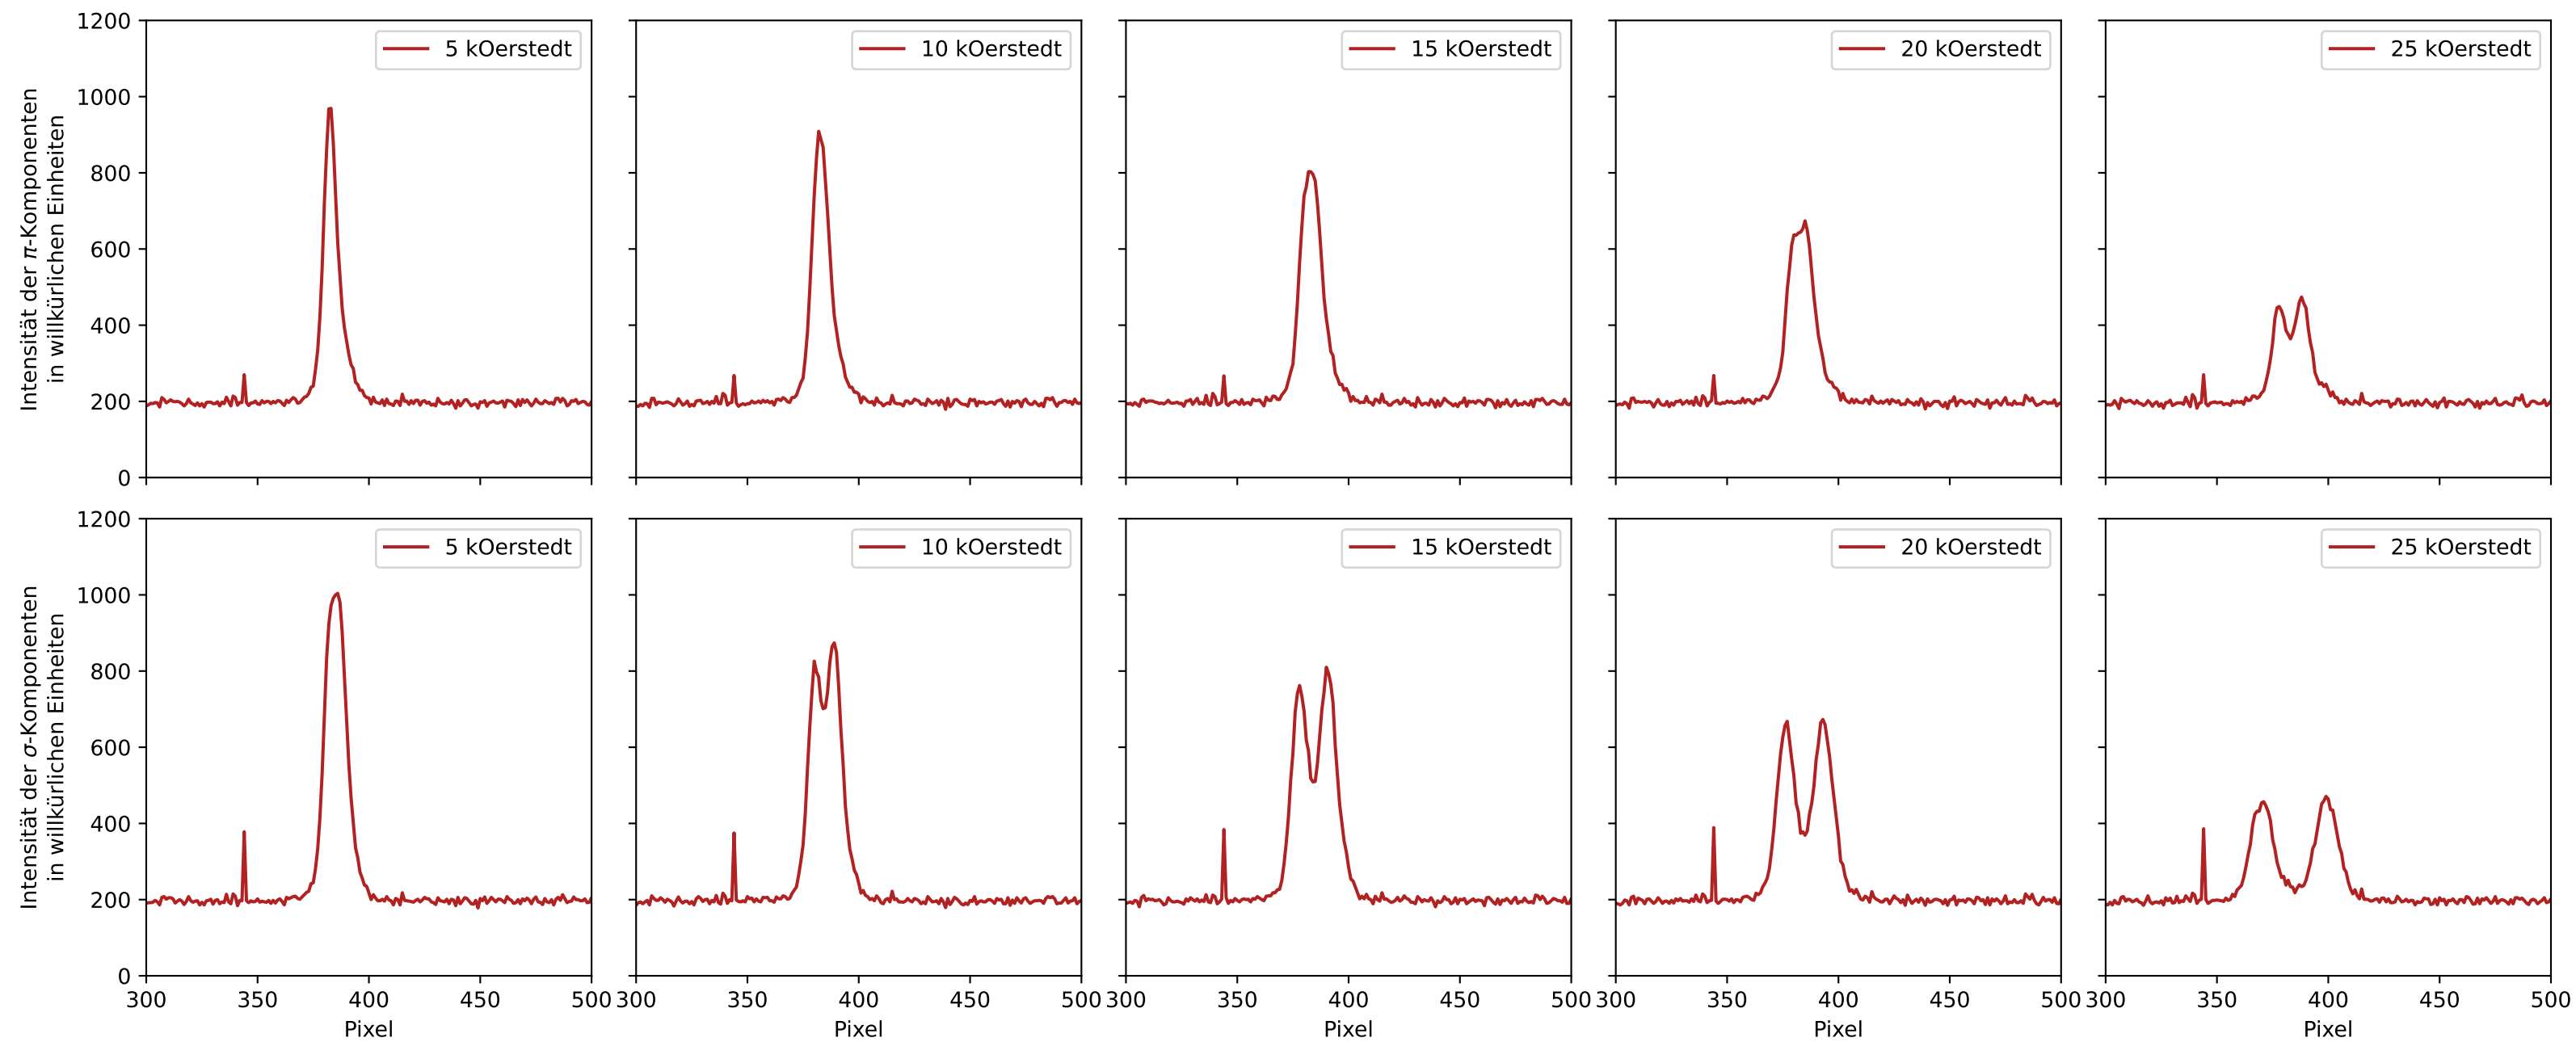 Intensität der π-Komponenten
in willkürlichen Einheiten
1200
1000
800
600
400
200
0
5 kOerstedt
10 kOerstedt
15 kOerstedt
20 kOerstedt
25 kOerstedt
Intensität der σ-Komponenten
in willkürlichen Einheiten
1200
1000
800
600
400
200
0
5 kOerstedt
10 kOerstedt
15 kOerstedt
20 kOerstedt
25 kOerstedt
300 350 400 450 500
300 350 400 450 500
300 350 400 450 500
300 350 400 450 500
300 350 400 450 500
Pixel
Pixel
Pixel
Pixel
Pixel